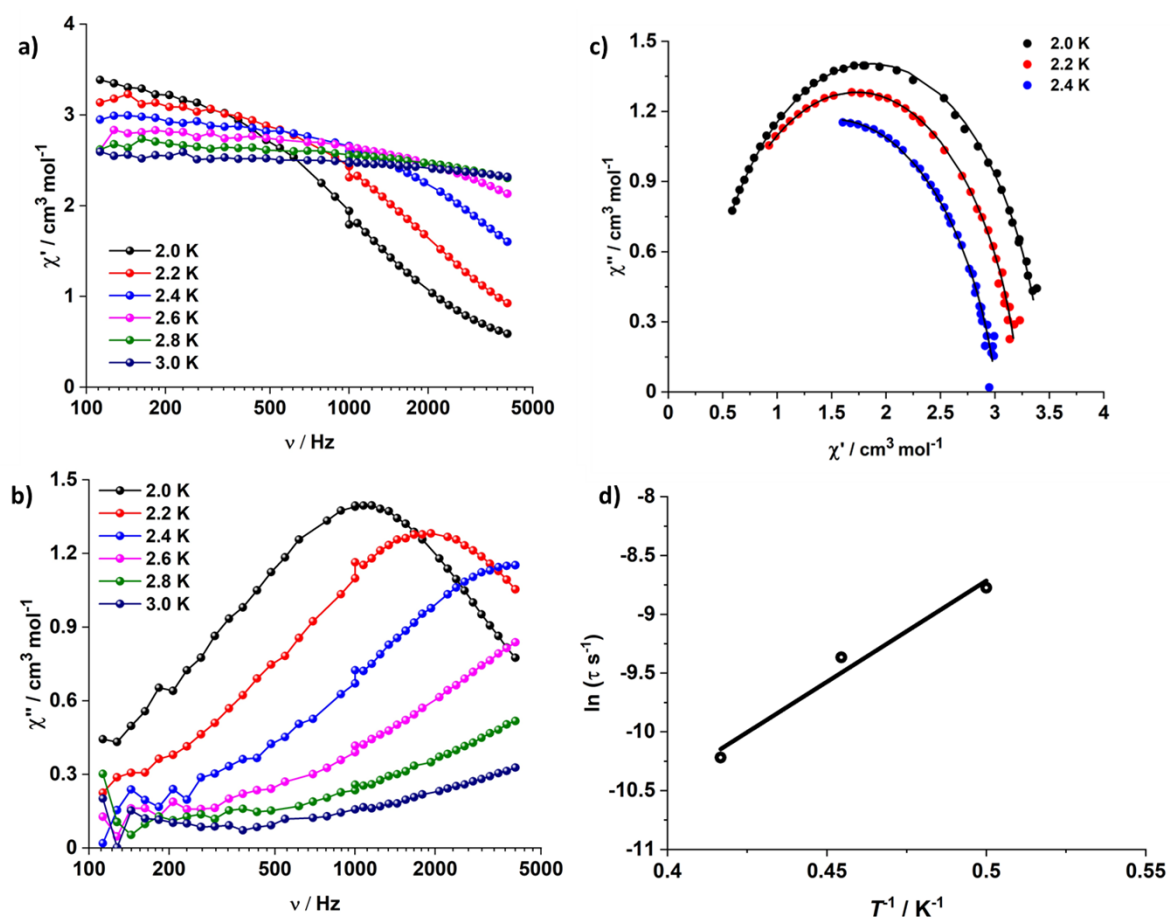 a)
χ' / cm³ mol⁻¹
4
3
2
1
0
2.0 K
2.2 K
2.4 K
2.6 K
2.8 K
3.0 K
100 500 1000 2000 5000
ν / Hz
c)
χ'' / cm³ mol⁻¹
1.5
1.2
0.9
0.6
0.3
0
2.0 K
2.2 K
2.4 K
0 0.5 1 1.5 2 2.5 3 3.5 4
χ' / cm³ mol⁻¹
b)
χ'' / cm³ mol⁻¹
1.5
1.2
0.9
0.6
0.3
0
2.0 K
2.2 K
2.4 K
2.6 K
2.8 K
3.0 K
100 200 500 1000 2000 5000
ν / Hz
d)
ln (τ s⁻¹)
-8
-8.5
-9
-9.5
-10
-10.5
-11
0.4 0.45 0.5 0.55
T⁻¹ / K⁻¹